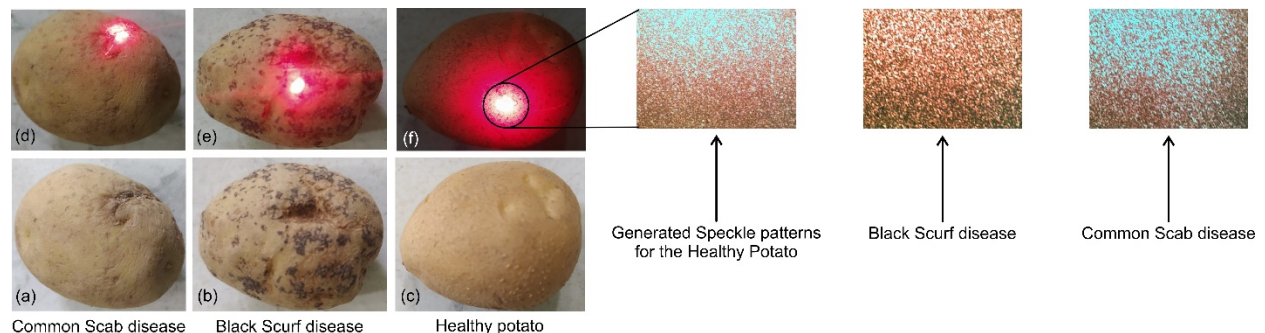 (d)
(e)
(f)
(a)
(b)
(c)
Common Scab disease
Black Scurf disease
Healthy potato
Generated Speckle patterns
for the Healthy Potato
Black Scurf disease
Common Scab disease